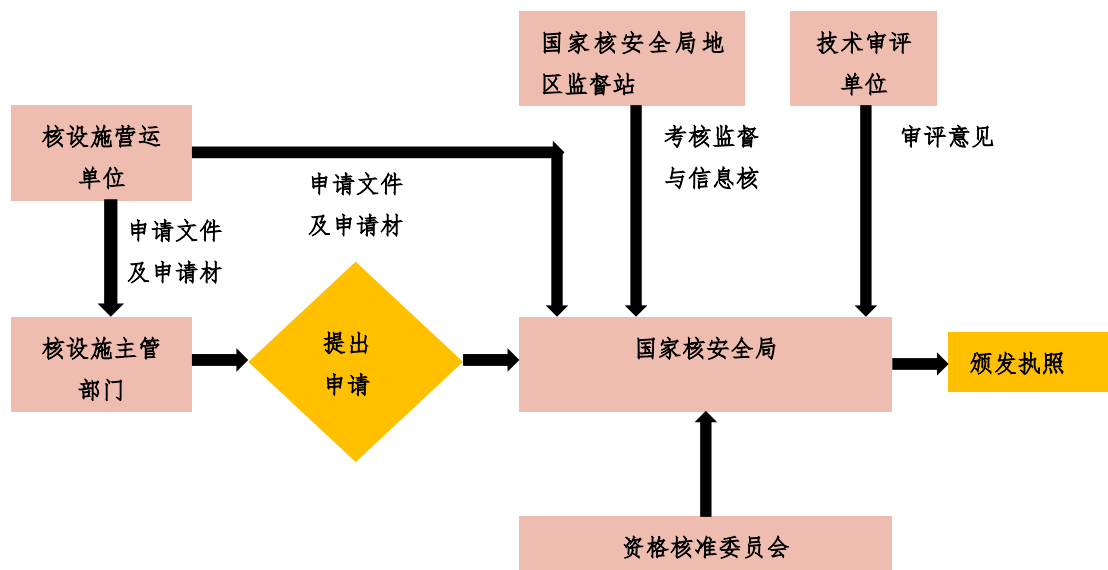 国家核安全局地
区监督站
技术审评
单位
核设施营运
单位
考核监督
与信息核
审评意见
申请文件
及申请材
申请文件
及申请材
核设施主管
部门
提出
申请
国家核安全局
颁发执照
资格核准委员会